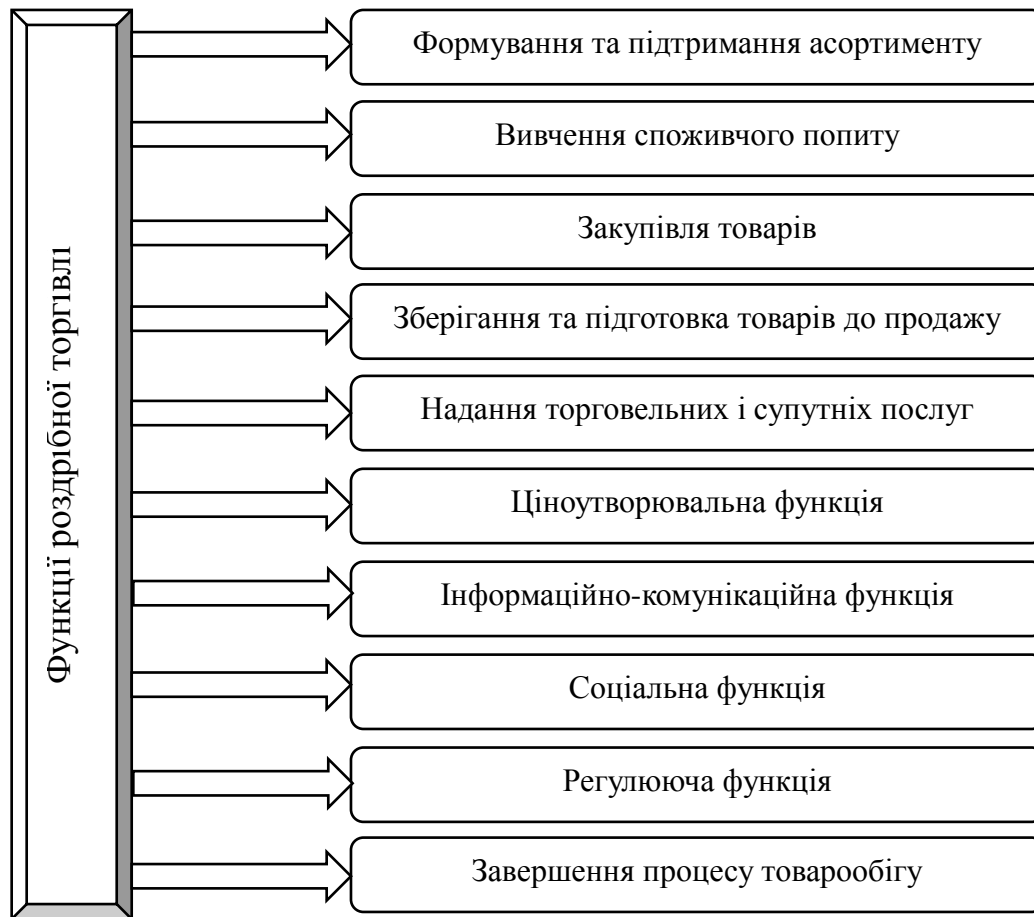 Функції роздрібної торгівлі
Формування та підтримання асортименту
Вивчення споживчого попиту
Закупівля товарів
Зберігання та підготовка товарів до продажу
Надання торговельних і супутніх послуг
Ціноутворювальна функція
Інформаційно-комунікаційна функція
Соціальна функція
Регулююча функція
Завершення процесу товарообігу